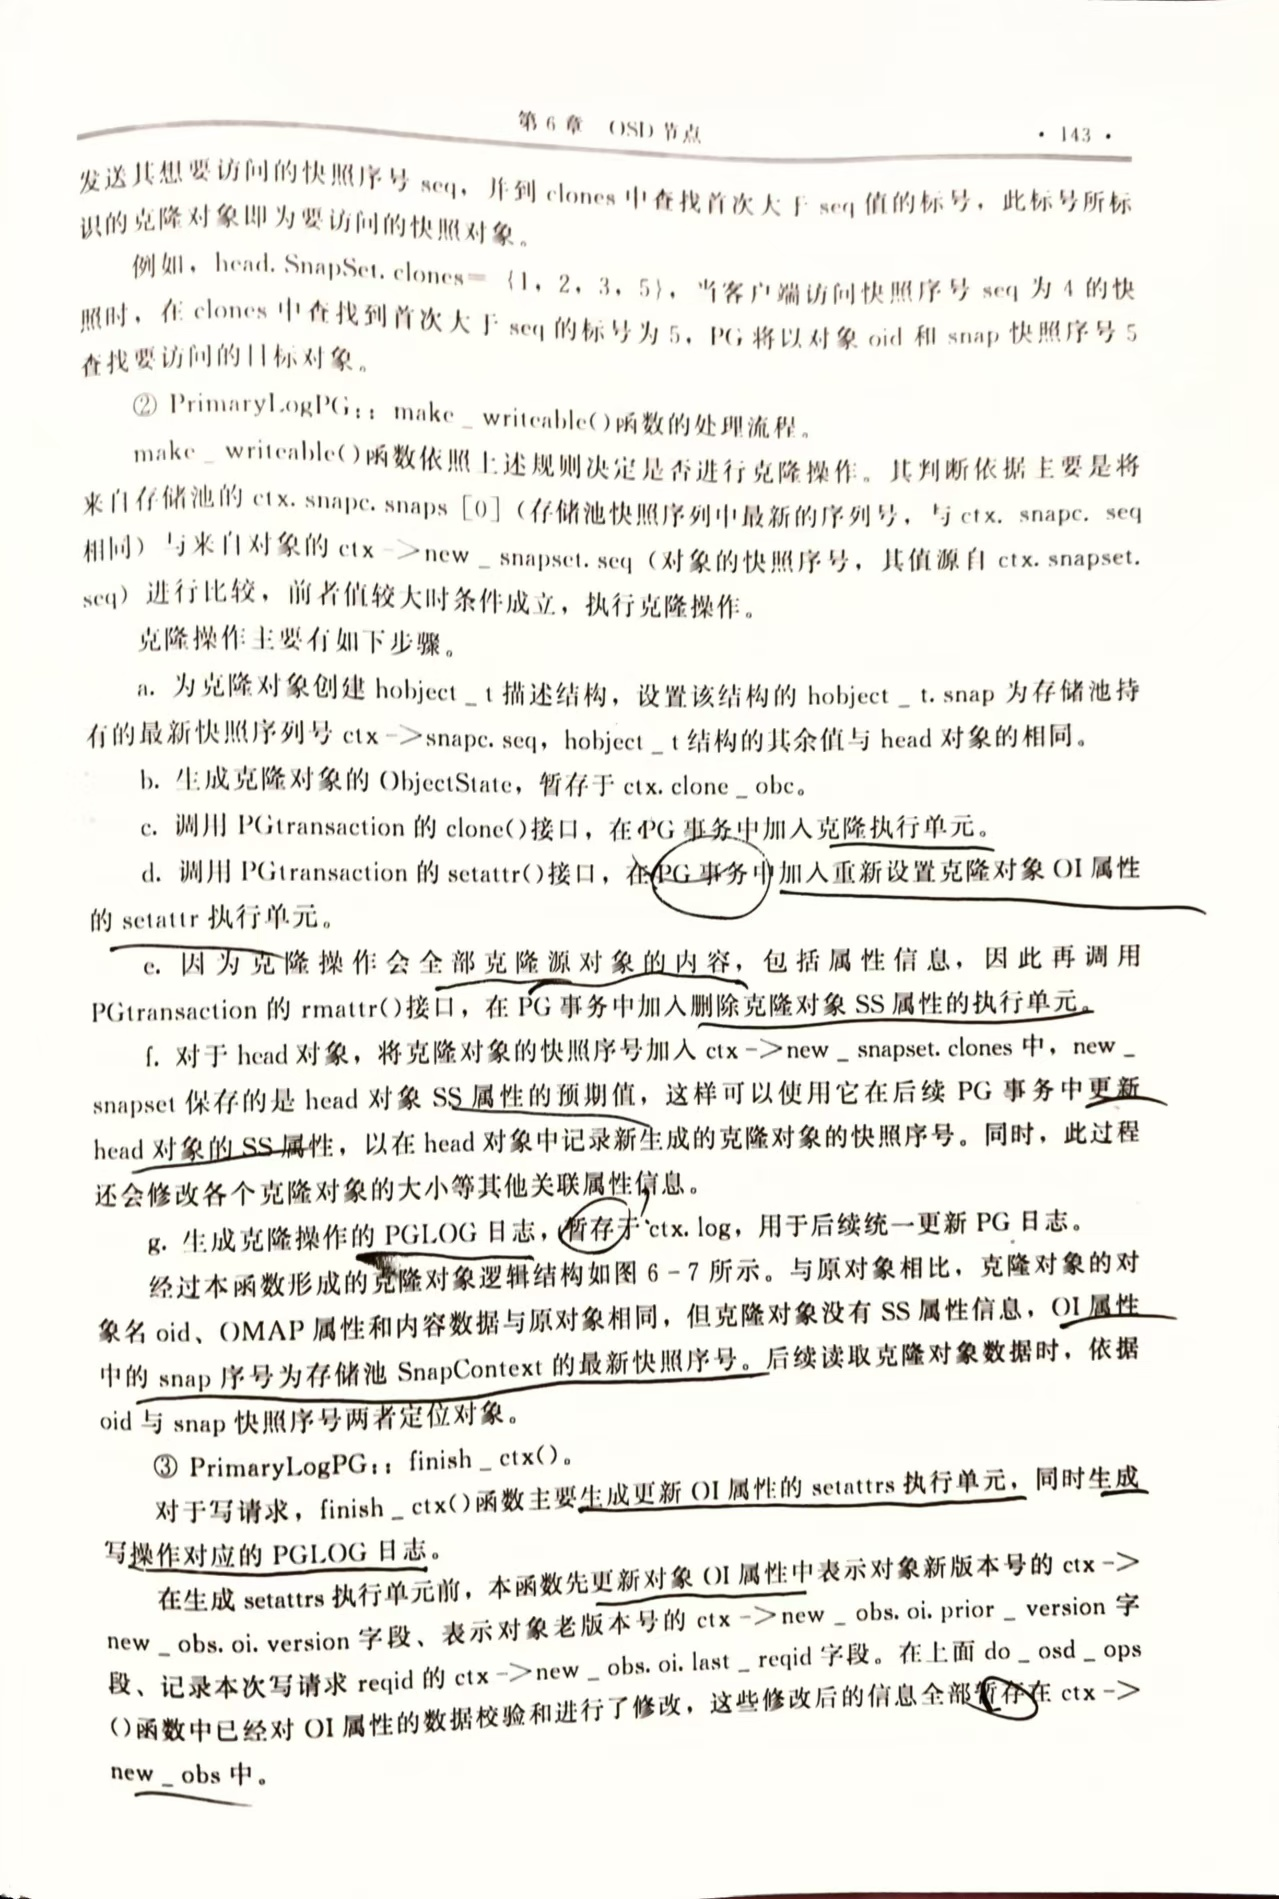 第6章　OSD 节点
· 143 ·
发送其想要访问的快照序号 seq，并到 clones 中查找首次大于 seq 值的标号，此标号所标
识的克隆对象即为要访问的快照对象。
例如，head. SnapSet. clones= {1，2，3，5}，当客户端访问快照序号 seq 为 4 的快
照时，在 clones 中查找到首次大于 seq 的标号为 5，PG 将以对象 oid 和 snap 快照序号 5
查找要访问的目标对象。
② PrimaryLogPG：：make _ writeable()函数的处理流程。
make _ writeable()函数依照上述规则决定是否进行克隆操作。其判断依据主要是将
来自存储池的 ctx. snapc. snaps［0］（存储池快照序列中最新的序列号，与 ctx. snapc. seq
相同）与来自对象的 ctx ->new _ snapset. seq（对象的快照序号，其值源自 ctx. snapset.
seq）进行比较，前者值较大时条件成立，执行克隆操作。
克隆操作主要有如下步骤。
a. 为克隆对象创建 hobject _ t 描述结构，设置该结构的 hobject _ t. snap 为存储池持
有的最新快照序列号 ctx ->snapc. seq，hobject _ t 结构的其余值与 head 对象的相同。
b. 生成克隆对象的 ObjectState，暂存于 ctx. clone _ obc。
c. 调用 PGtransaction 的 clone()接口，在 PG 事务中加入克隆执行单元。
d. 调用 PGtransaction 的 setattr()接口，在 PG 事务中加入重新设置克隆对象 OI 属性
的 setattr 执行单元。
e. 因为克隆操作会全部克隆源对象的内容，包括属性信息，因此再调用
PGtransaction 的 rmattr()接口，在 PG 事务中加入删除克隆对象 SS 属性的执行单元。
f. 对于 head 对象，将克隆对象的快照序号加入 ctx ->new _ snapset. clones 中，new _
snapset 保存的是 head 对象 SS 属性的预期值，这样可以使用它在后续 PG 事务中更新
head 对象的 SS 属性，以在 head 对象中记录新生成的克隆对象的快照序号。同时，此过程
还会修改各个克隆对象的大小等其他关联属性信息。
g. 生成克隆操作的 PGLOG 日志，暂存于 ctx. log，用于后续统一更新 PG 日志。
经过本函数形成的克隆对象逻辑结构如图 6-7 所示。与原对象相比，克隆对象的对
象名 oid、OMAP 属性和内容数据与原对象相同，但克隆对象没有 SS 属性信息，OI 属性
中的 snap 序号为存储池 SnapContext 的最新快照序号。后续读取克隆对象数据时，依据
oid 与 snap 快照序号两者定位对象。
③ PrimaryLogPG：：finish _ ctx()。
对于写请求，finish _ ctx()函数主要生成更新 OI 属性的 setattrs 执行单元，同时生成
写操作对应的 PGLOG 日志。
在生成 setattrs 执行单元前，本函数先更新对象 OI 属性中表示对象新版本号的 ctx ->
new _ obs. oi. version 字段、表示对象老版本号的 ctx ->new _ obs. oi. prior _ version 字
段、记录本次写请求 reqid 的 ctx ->new _ obs. oi. last _ reqid 字段。在上面 do _ osd _ ops
()函数中已经对 OI 属性的数据校验和进行了修改，这些修改后的信息全部暂存在 ctx ->
new _ obs 中。